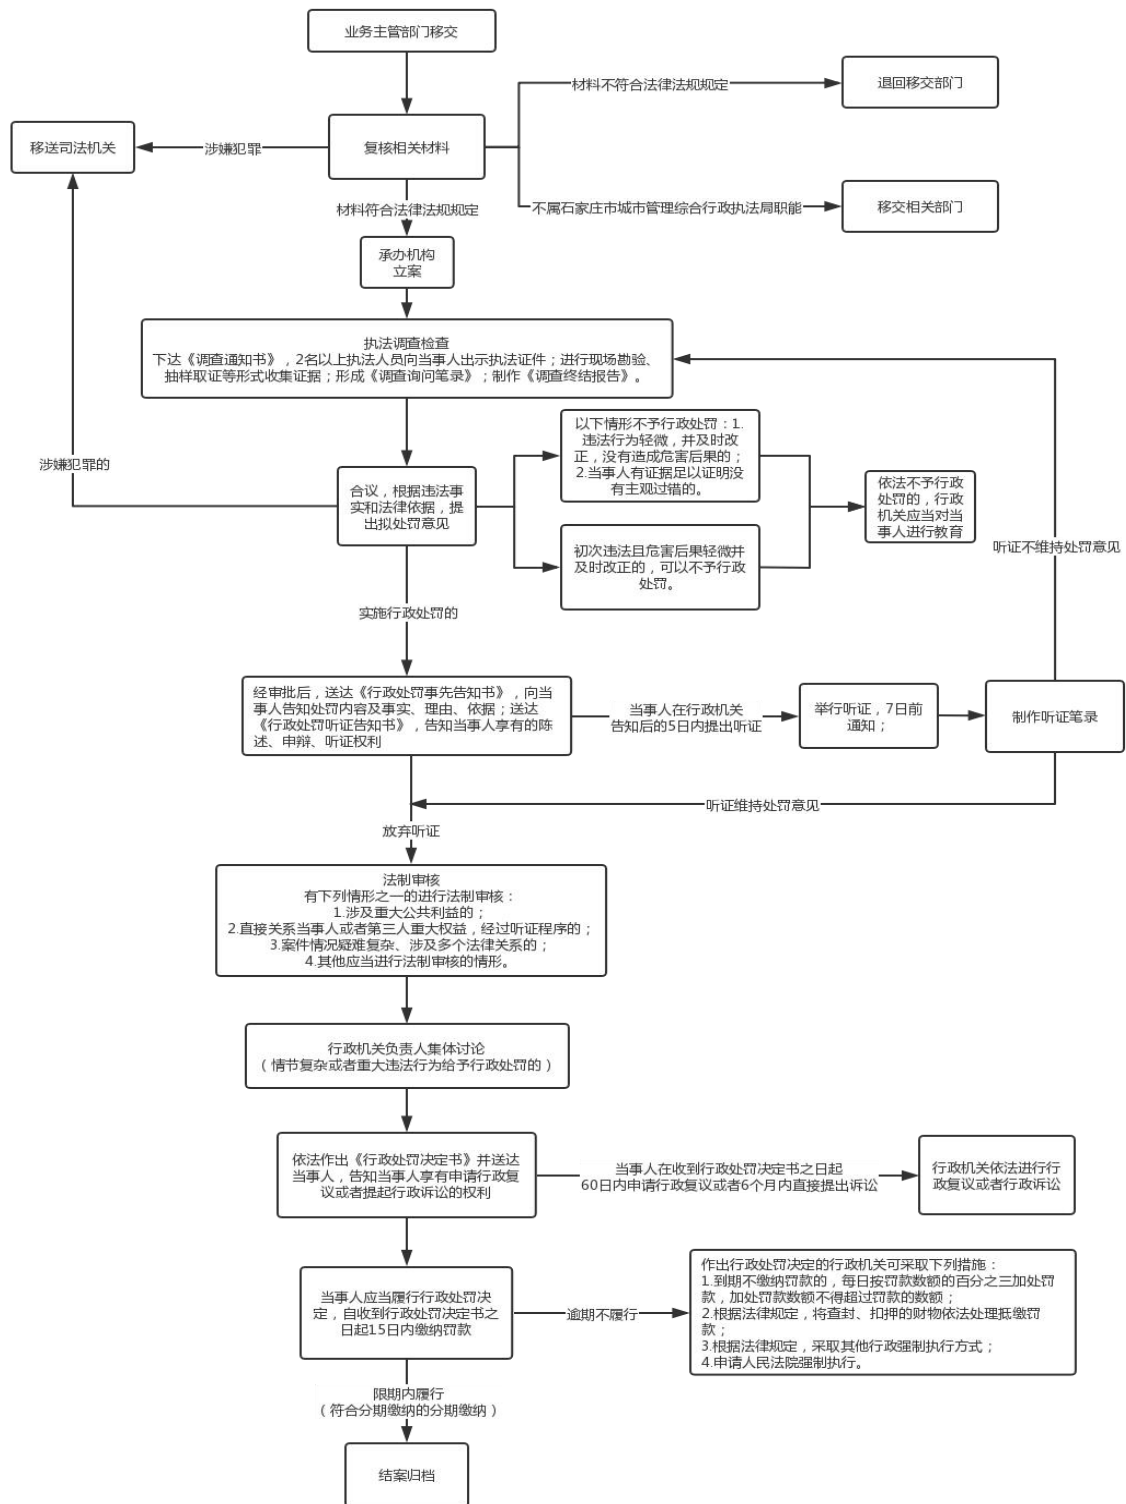 业务主管部门移交
材料不符合法律法规规定
退回移交部门
移送司法机关
涉嫌犯罪
复核相关材料
不属石家庄市城市管理综合行政执法局职能
移交相关部门
材料符合法律法规规定
承办机构
立案
执法调查检查
下达《调查通知书》，2名以上执法人员向当事人出示执法证件；进行现场勘验、
抽样取证等形式收集证据；形成《调查询问笔录》；制作《调查终结报告》。
以下情形不予行政处罚：1.
违法行为轻微，并及时改
正，没有造成危害后果的；
2.当事人有证据足以证明没
有主观过错的。
涉嫌犯罪的
合议，根据违法事
实和法律依据，提
出拟处罚意见
依法不予行政
处罚的，行政
机关应当对当
事人进行教育
初次违法且危害后果轻微并
及时改正的，可以不予行政
处罚。
听证不维持处罚意见
实施行政处罚的
经审批后，送达《行政处罚事先告知书》，向当
事人告知处罚内容及事实、理由、依据；送达
《行政处罚听证告知书》，告知当事人享有的陈
述、申辩、听证权利
当事人在行政机关
告知后的5日内提出听证
举行听证，7日前
通知；
制作听证笔录
听证维持处罚意见
放弃听证
法制审核
有下列情形之一的进行法制审核：
1.涉及重大公共利益的；
2.直接关系当事人或者第三人重大权益，经过听证程序的；
3.案件情况疑难复杂、涉及多个法律关系的；
4.其他应当进行法制审核的情形。
行政机关负责人集体讨论
（情节复杂或者重大违法行为给予行政处罚的）
依法作出《行政处罚决定书》并送达
当事人，告知当事人享有申请行政复
议或者提起行政诉讼的权利
当事人在收到行政处罚决定书之日起
60日内申请行政复议或者6个月内直接提出诉讼
行政机关依法进行行
政复议或者行政诉讼
当事人应当履行行政处罚决
定，自收到行政处罚决定书之
日起15日内缴纳罚款
逾期不履行
作出行政处罚决定的行政机关可采取下列措施：
1.到期不缴纳罚款的，每日按罚款数额的百分之三加处罚
款，加处罚款数额不得超过罚款的数额；
2.根据法律规定，将查封、扣押的财物依法处理抵缴罚
款；
3.根据法律规定，采取其他行政强制执行方式；
4.申请人民法院强制执行。
限期内履行
（符合分期缴纳的分期缴纳）
结案归档